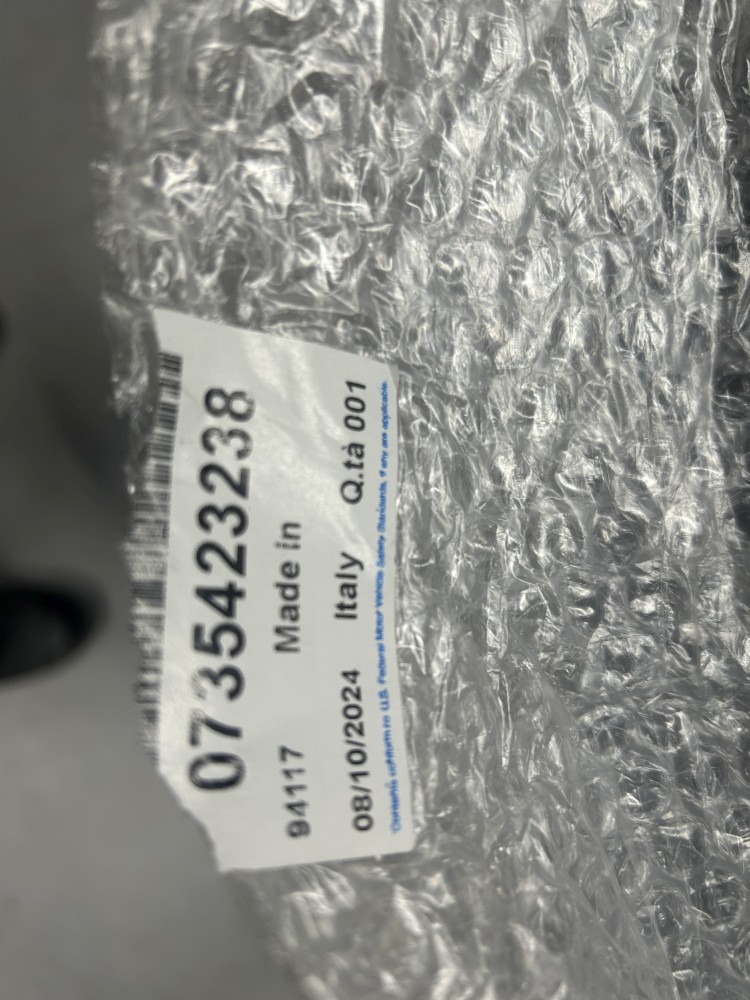 0735423238
94117 Made in
08/10/2024 Italy Q.tà 001
"Contents conform to U.S. Federal Motor Vehicle Safety Standards, if any are applicable.